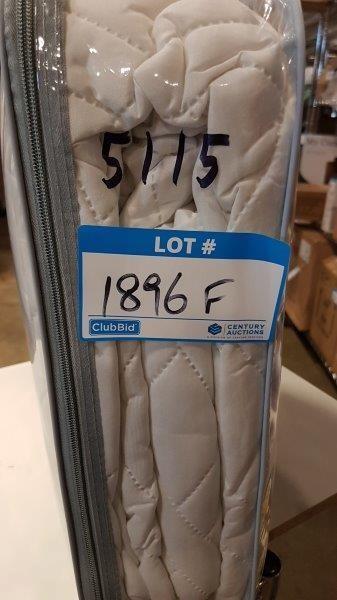 5115
LOT #
1896 F
ClubBid
CENTURY
AUCTIONS